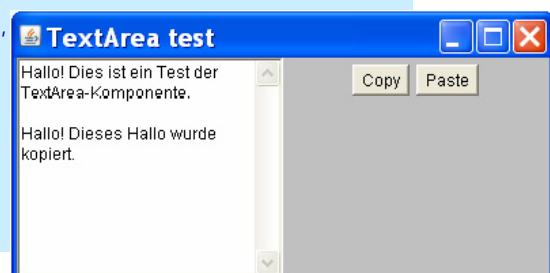 TextArea test
Hallo! Dies ist ein Test der
TextArea-Komponente.
Hallo! Dieses Hallo wurde
kopiert.
Copy Paste